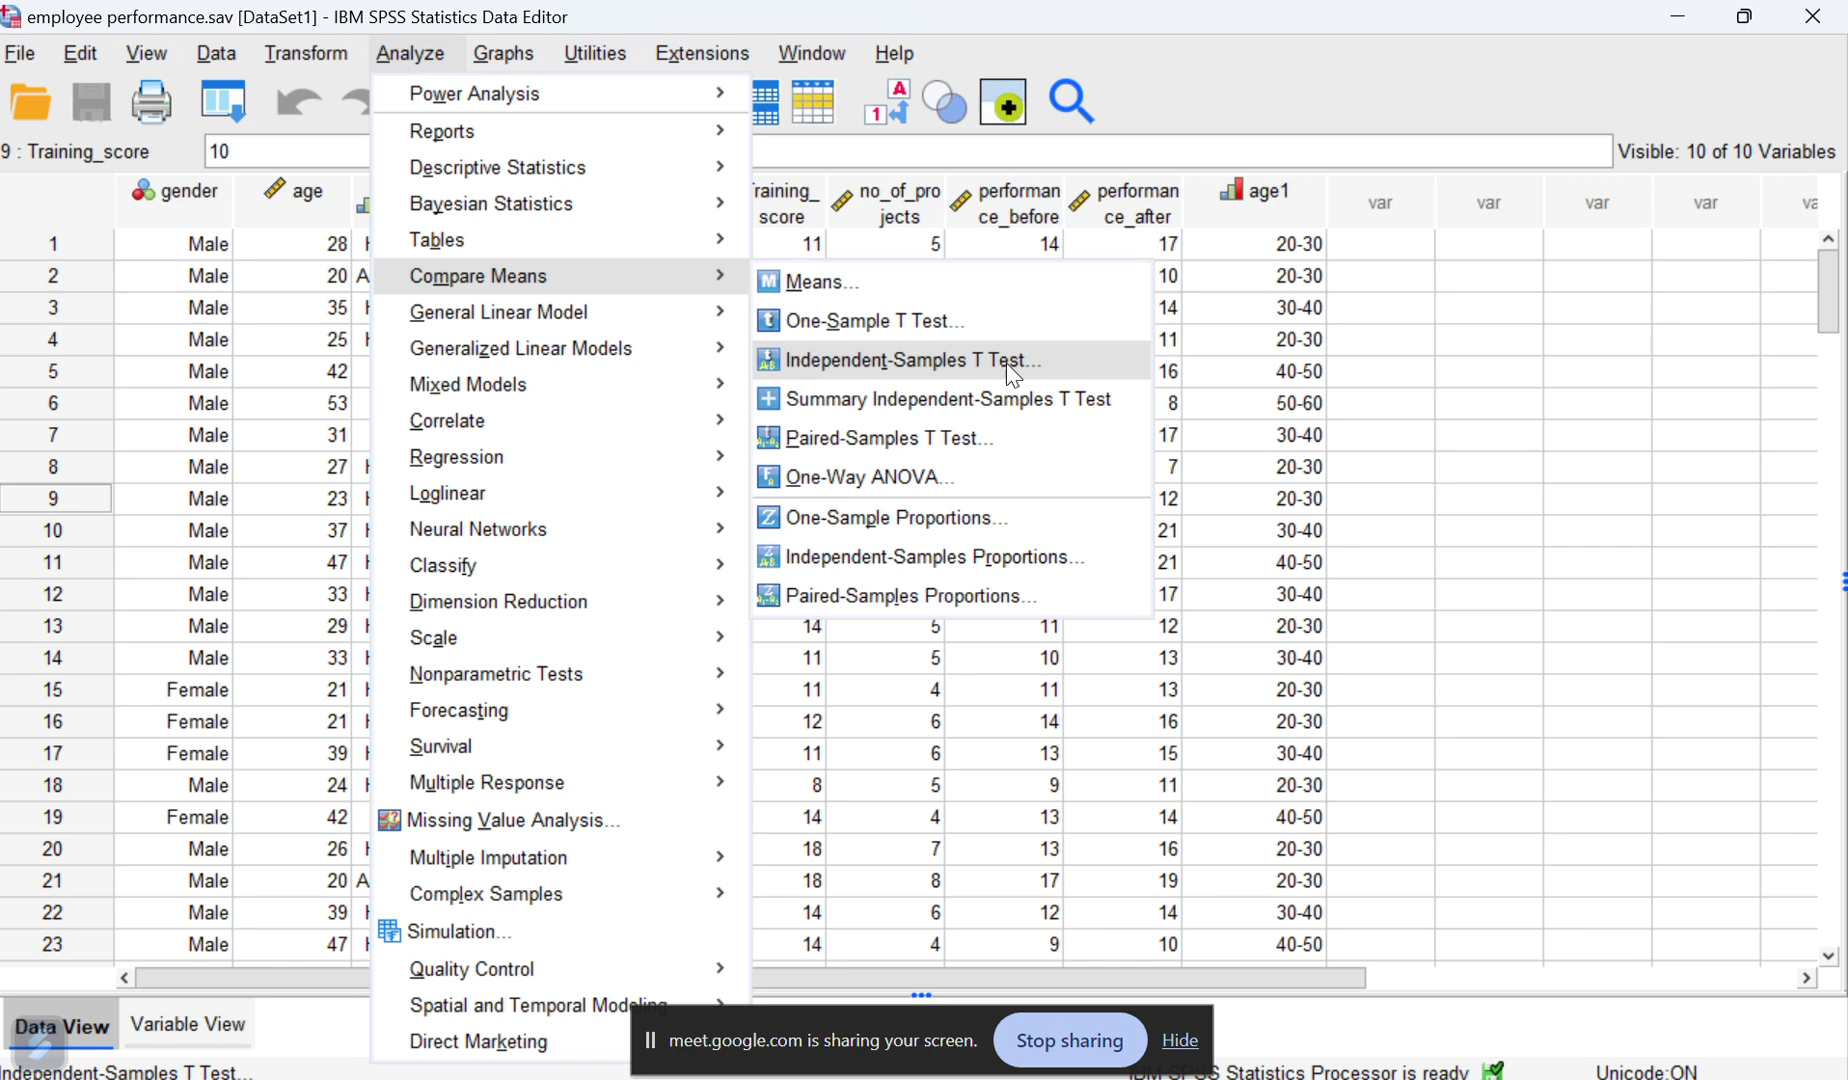 employee performance.sav [DataSet1] - IBM SPSS Statistics Data Editor
File Edit View Data Transform Analyze Graphs Utilities Extensions Window Help
9 : Training_score 10 Visible: 10 of 10 Variables
gender age raining_ score no_of_pro jects performan ce_before performan ce_after age1 var var var var va
1 Male 28 11 5 14 17 20-30
2 Male 20 A 10 20-30
3 Male 35 14 30-40
4 Male 25 11 20-30
5 Male 42 16 40-50
6 Male 53 8 50-60
7 Male 31 17 30-40
8 Male 27 7 20-30
9 Male 23 12 20-30
10 Male 37 21 30-40
11 Male 47 21 40-50
12 Male 33 17 30-40
13 Male 29 14 5 11 12 20-30
14 Male 33 11 5 10 13 30-40
15 Female 21 11 4 11 13 20-30
16 Female 21 12 6 14 16 20-30
17 Female 39 11 6 13 15 30-40
18 Male 24 8 5 9 11 20-30
19 Female 42 14 4 13 14 40-50
20 Male 26 18 7 13 16 20-30
21 Male 20 A 18 8 17 19 20-30
22 Male 39 14 6 12 14 30-40
23 Male 47 14 4 9 10 40-50
Power Analysis
Reports
Descriptive Statistics
Bayesian Statistics
Tables
Compare Means
General Linear Model
Generalized Linear Models
Mixed Models
Correlate
Regression
Loglinear
Neural Networks
Classify
Dimension Reduction
Scale
Nonparametric Tests
Forecasting
Survival
Multiple Response
Missing Value Analysis...
Multiple Imputation
Complex Samples
Simulation...
Quality Control
Spatial and Temporal Modeling...
Direct Marketing
Means...
One-Sample T Test...
Independent-Samples T Test...
Summary Independent-Samples T Test
Paired-Samples T Test...
One-Way ANOVA...
One-Sample Proportions...
Independent-Samples Proportions...
Paired-Samples Proportions...
Data View Variable View
meet.google.com is sharing your screen. Stop sharing Hide
Independent-Samples T Test... IBM SPSS Statistics Processor is ready Unicode:ON